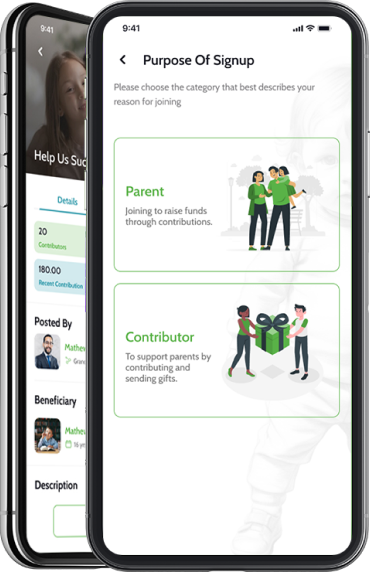 9:41
Help Us Suc
Details
20
Contributors
180.00
Recent Contribution
Posted By
Mathew
Gran
Beneficiary
Mathew
16 yr
Description
9:41
Purpose Of Signup
Please choose the category that best describes your
reason for joining
Parent
Joining to raise funds
through contributions.
Contributor
To support parents by
contributing and
sending gifts.